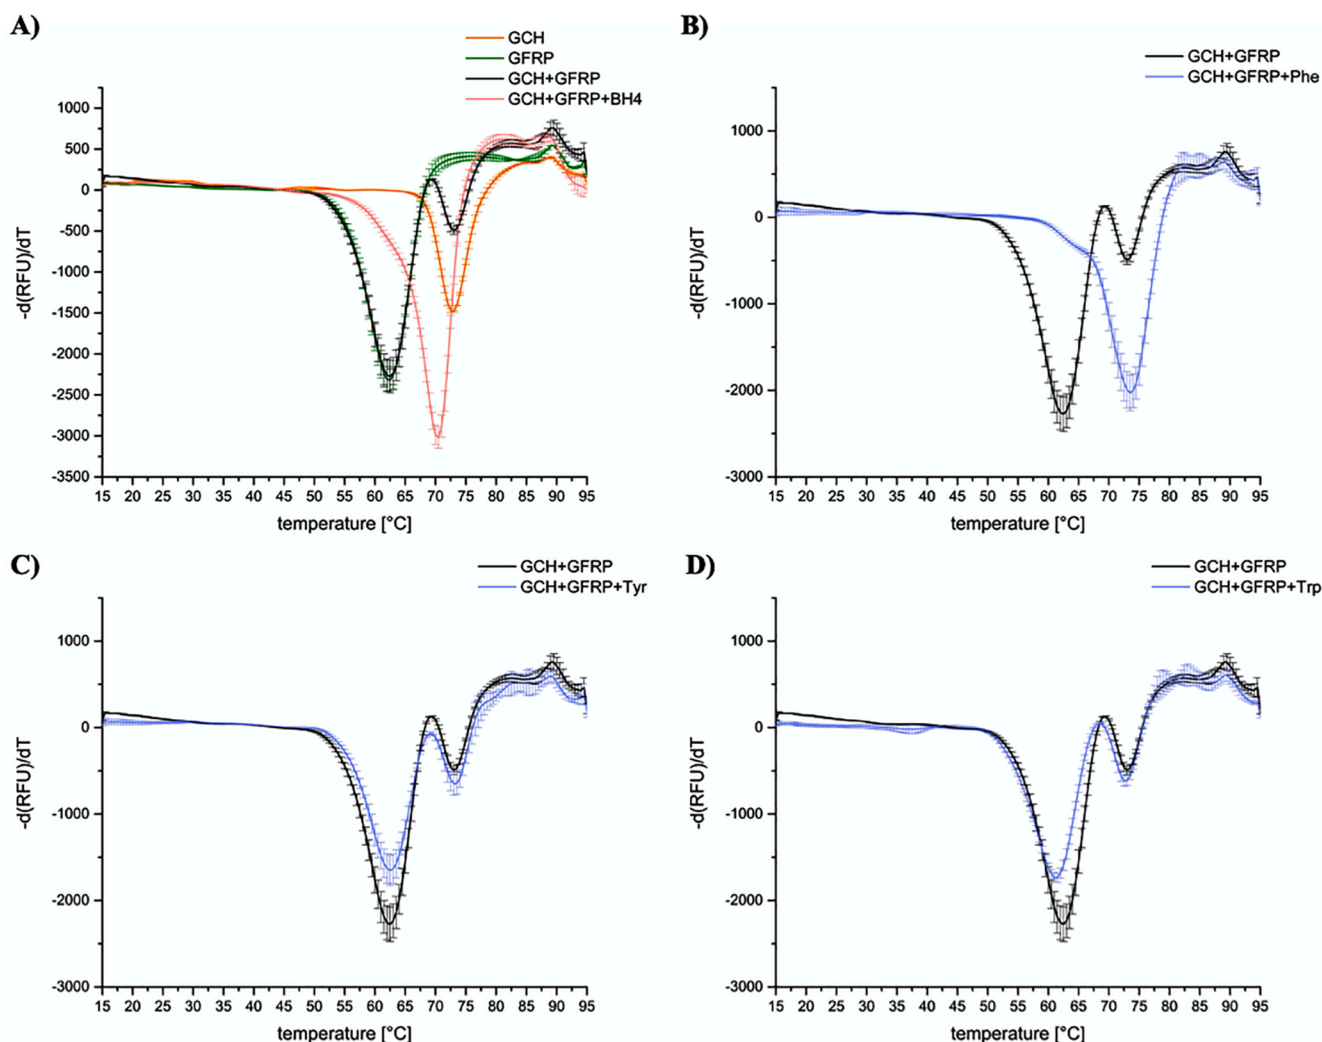 A)
GCH
GFRP
GCH+GFRP
GCH+GFRP+BH4
1000
500
0
-500
-1000
-1500
-2000
-2500
-3000
-3500
-d(RFU)/dT
15 20 25 30 35 40 45 50 55 60 65 70 75 80 85 90 95
temperature [°C]
B)
GCH+GFRP
GCH+GFRP+Phe
1000
0
-1000
-2000
-3000
-d(RFU)/dT
15 20 25 30 35 40 45 50 55 60 65 70 75 80 85 90 95
temperature [°C]
C)
GCH+GFRP
GCH+GFRP+Tyr
1000
0
-1000
-2000
-3000
-d(RFU)/dT
15 20 25 30 35 40 45 50 55 60 65 70 75 80 85 90 95
temperature [°C]
D)
GCH+GFRP
GCH+GFRP+Trp
1000
0
-1000
-2000
-3000
-d(RFU)/dT
15 20 25 30 35 40 45 50 55 60 65 70 75 80 85 90 95
temperature [°C]